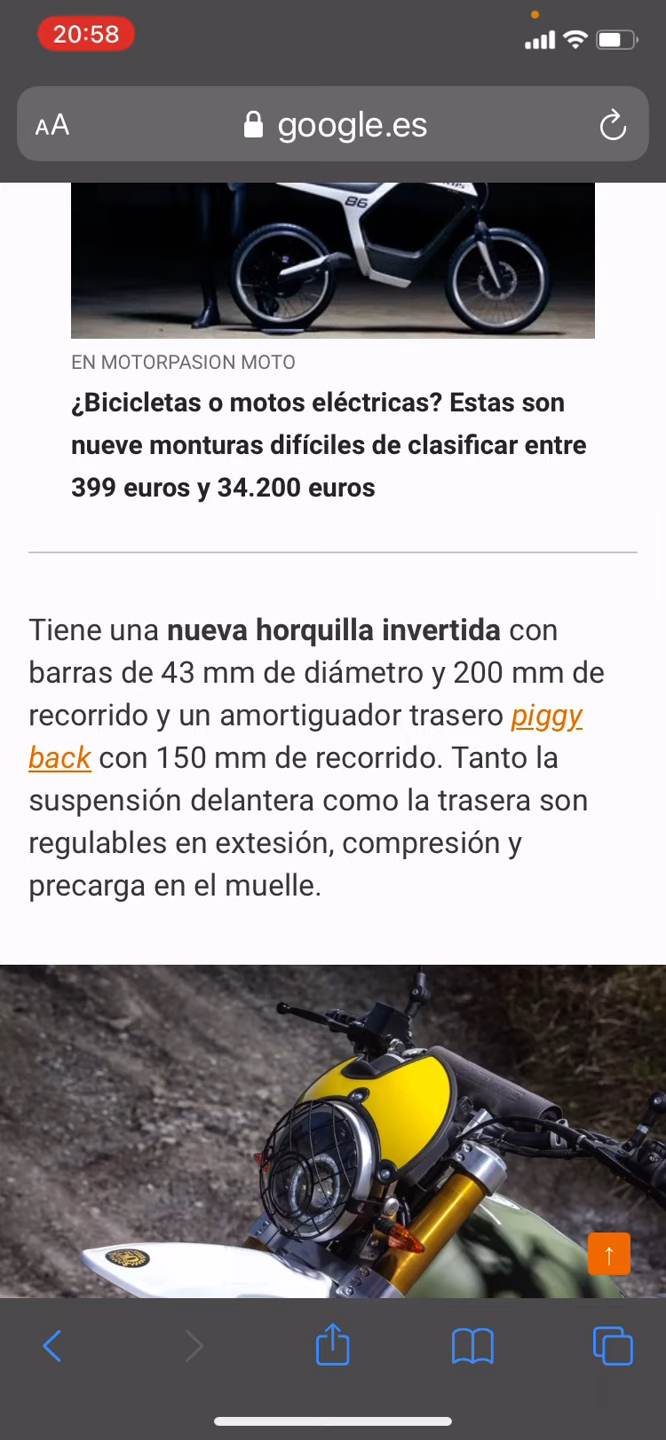 20:58
AA
google.es
86
EN MOTORPASION MOTO
¿Bicicletas o motos eléctricas? Estas son
nueve monturas difíciles de clasificar entre
399 euros y 34.200 euros
Tiene una nueva horquilla invertida con
barras de 43 mm de diámetro y 200 mm de
recorrido y un amortiguador trasero piggy
back con 150 mm de recorrido. Tanto la
suspensión delantera como la trasera son
regulables en extesión, compresión y
precarga en el muelle.
↑